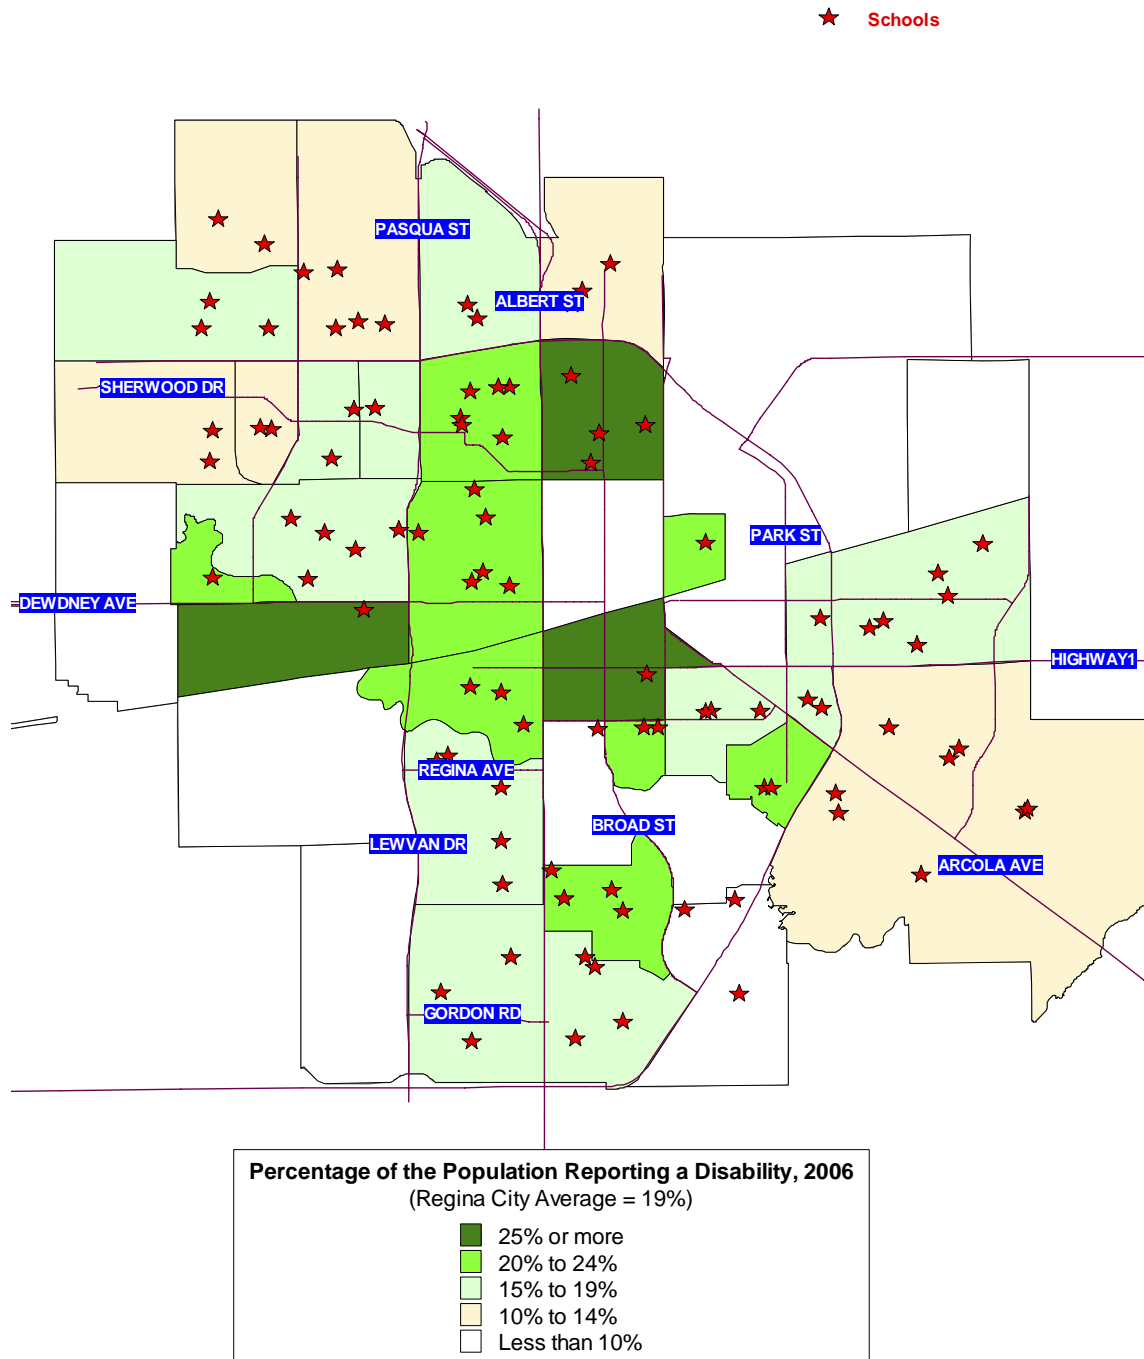 Schools
PASQUA ST
ALBERT ST
SHERWOOD DR
PARK ST
DEWDNEY AVE
HIGHWAY1
REGINA AVE
BROAD ST
LEWVAN DR
ARCOLA AVE
GORDON RD
Percentage of the Population Reporting a Disability, 2006
(Regina City Average = 19%)
25% or more
20% to 24%
15% to 19%
10% to 14%
Less than 10%